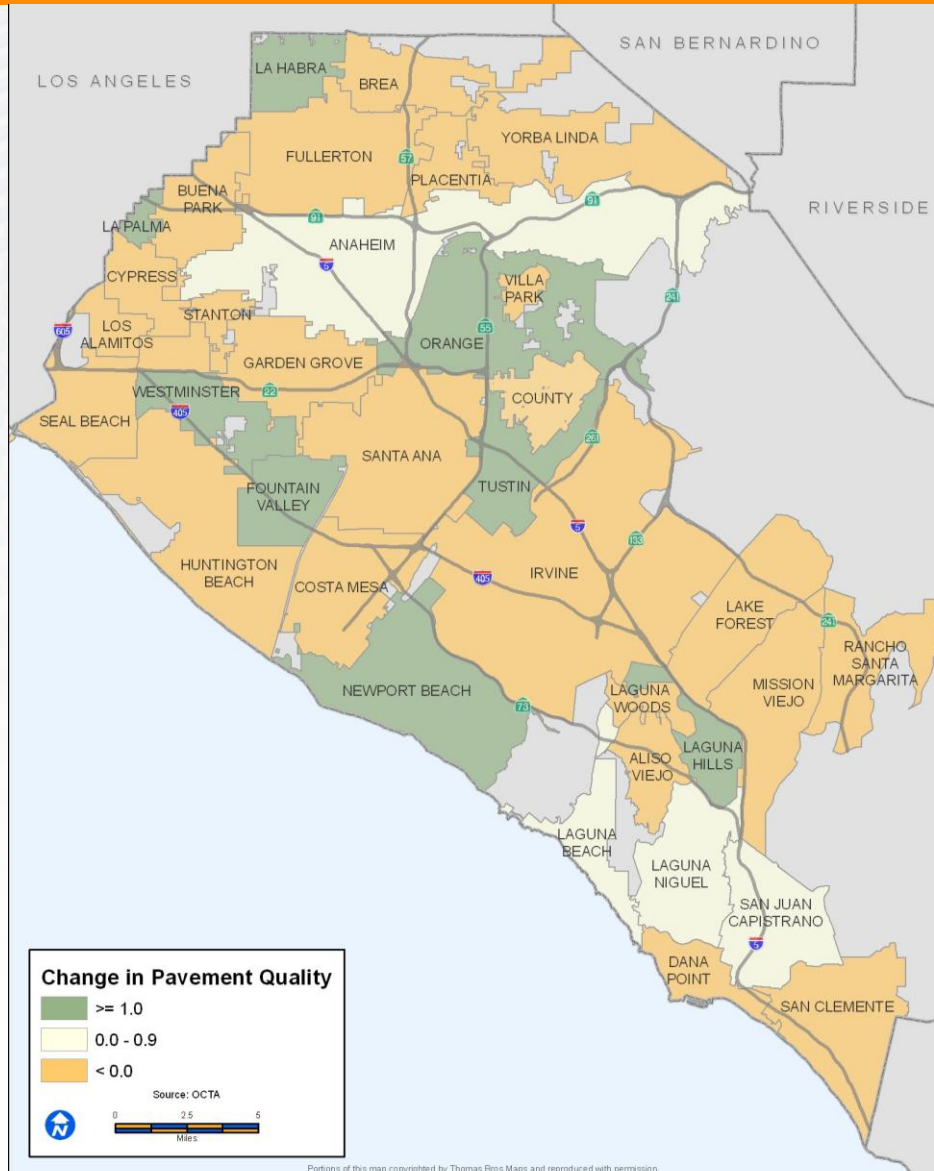 LOS ANGELES
SAN BERNARDINO
LA HABRA
BREA
YORBA LINDA
FULLERTON
57
PLACENTIA
BUENA
PARK
91
91
RIVERSIDE
LA PALMA
ANAHEIM
5
CYPRESS
VILLA
PARK
241
STANTON
605
LOS
ALAMITOS
55
ORANGE
GARDEN GROVE
WESTMINSTER
22
COUNTY
405
SEAL BEACH
261
SANTA ANA
FOUNTAIN
VALLEY
TUSTIN
5
133
HUNTINGTON
BEACH
COSTA MESA
405
IRVINE
LAKE
FOREST
241
RANCHO
SANTA
MARGARITA
NEWPORT BEACH
MISSION
VIEJO
LAGUNA
WOODS
73
LAGUNA
HILLS
ALISO
VIEJO
LAGUNA
BEACH
LAGUNA
NIGUEL
SAN JUAN
CAPISTRANO
5
DANA
POINT
SAN CLEMENTE
Change in Pavement Quality
>= 1.0
0.0 - 0.9
< 0.0
Source: OCTA
N
0 2.5 5
Miles
Portions of this map copyrighted by Thomas Bros Maps and reproduced with permission.